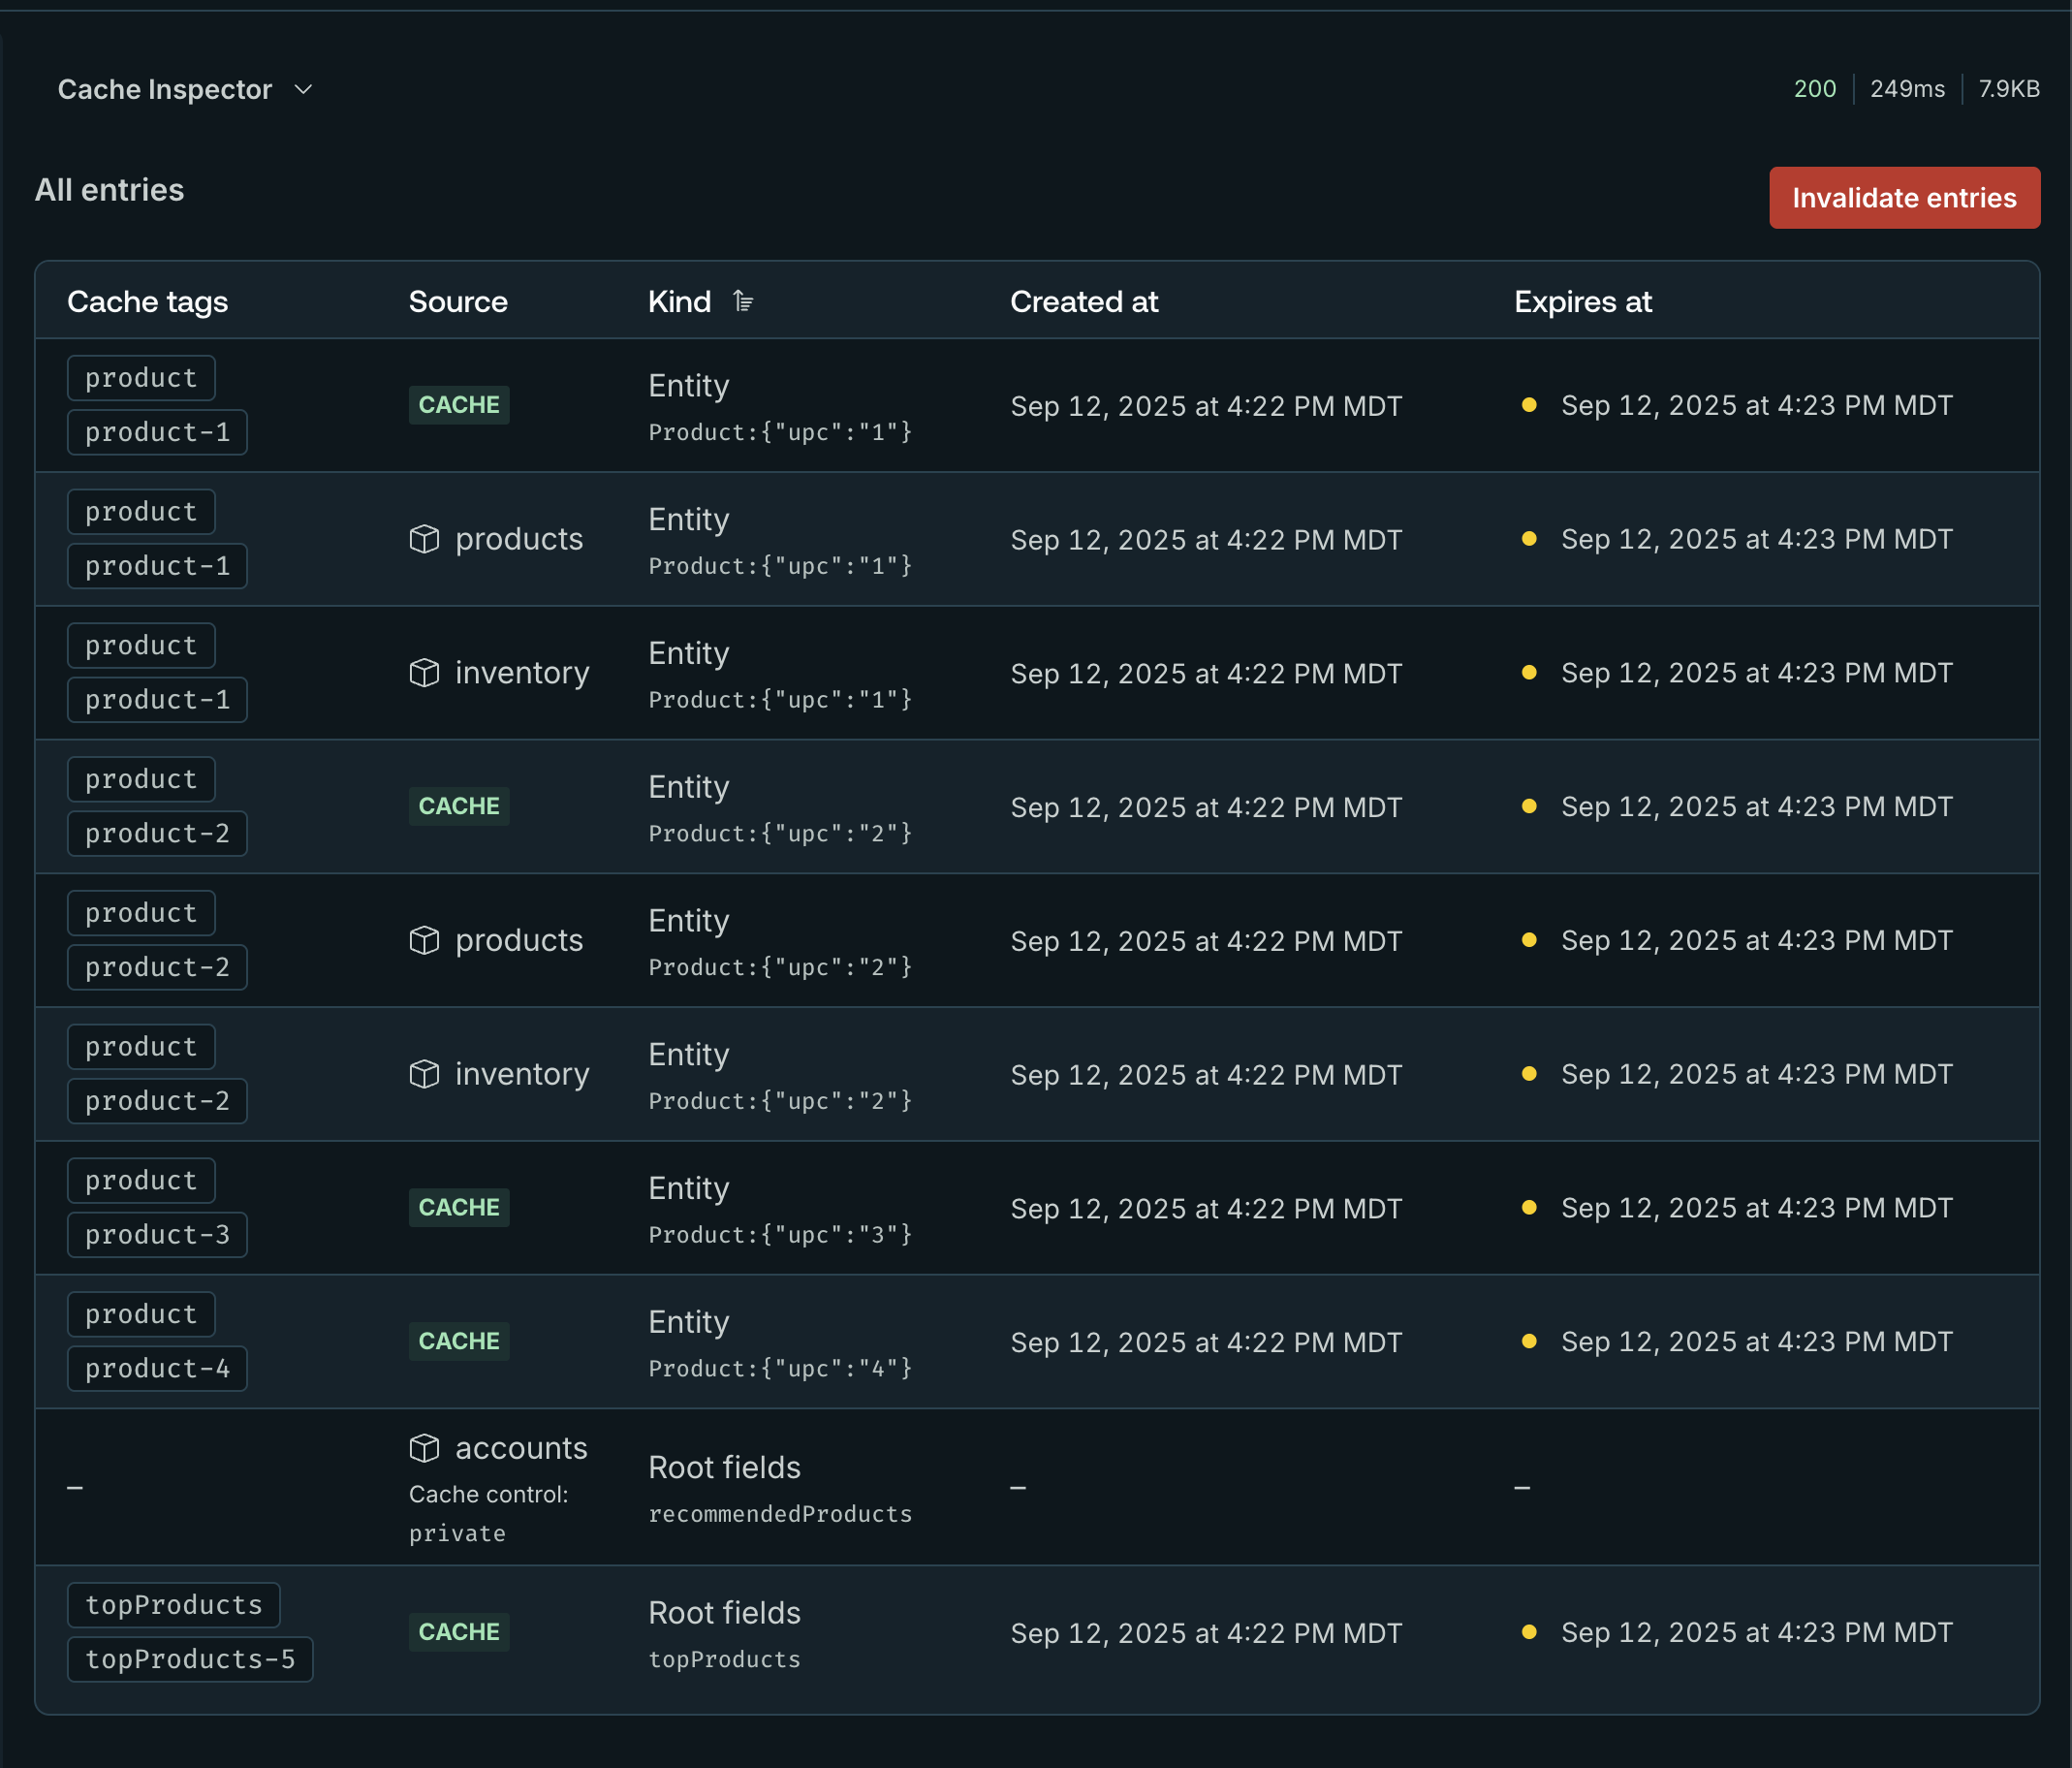 Cache Inspector
200 249ms 7.9KB
All entries
Invalidate entries
Cache tags Source Kind Created at Expires at
product
product-1
CACHE
Entity
Product:{"upc":"1"}
Sep 12, 2025 at 4:22 PM MDT
Sep 12, 2025 at 4:23 PM MDT
product
product-1
products
Entity
Product:{"upc":"1"}
Sep 12, 2025 at 4:22 PM MDT
Sep 12, 2025 at 4:23 PM MDT
product
product-1
inventory
Entity
Product:{"upc":"1"}
Sep 12, 2025 at 4:22 PM MDT
Sep 12, 2025 at 4:23 PM MDT
product
product-2
CACHE
Entity
Product:{"upc":"2"}
Sep 12, 2025 at 4:22 PM MDT
Sep 12, 2025 at 4:23 PM MDT
product
product-2
products
Entity
Product:{"upc":"2"}
Sep 12, 2025 at 4:22 PM MDT
Sep 12, 2025 at 4:23 PM MDT
product
product-2
inventory
Entity
Product:{"upc":"2"}
Sep 12, 2025 at 4:22 PM MDT
Sep 12, 2025 at 4:23 PM MDT
product
product-3
CACHE
Entity
Product:{"upc":"3"}
Sep 12, 2025 at 4:22 PM MDT
Sep 12, 2025 at 4:23 PM MDT
product
product-4
CACHE
Entity
Product:{"upc":"4"}
Sep 12, 2025 at 4:22 PM MDT
Sep 12, 2025 at 4:23 PM MDT
–
accounts
Cache control:
private
Root fields
recommendedProducts
–
–
topProducts
topProducts-5
CACHE
Root fields
topProducts
Sep 12, 2025 at 4:22 PM MDT
Sep 12, 2025 at 4:23 PM MDT